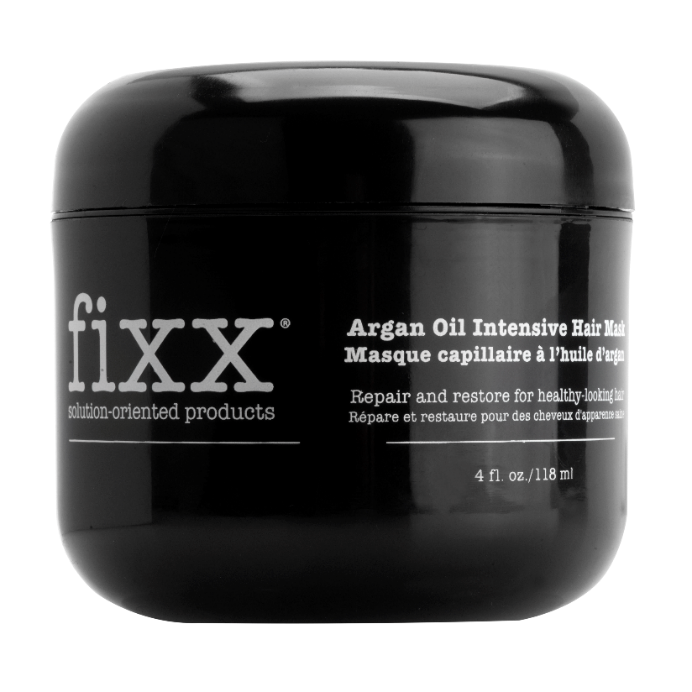 fixx®
solution-oriented products
Argan Oil Intensive Hair Mask
Masque capillaire à l'huile d'argan
Repair and restore for healthy-looking hair
Répare et restaure pour des cheveux d'apparence saine
4 fl. oz./118 ml